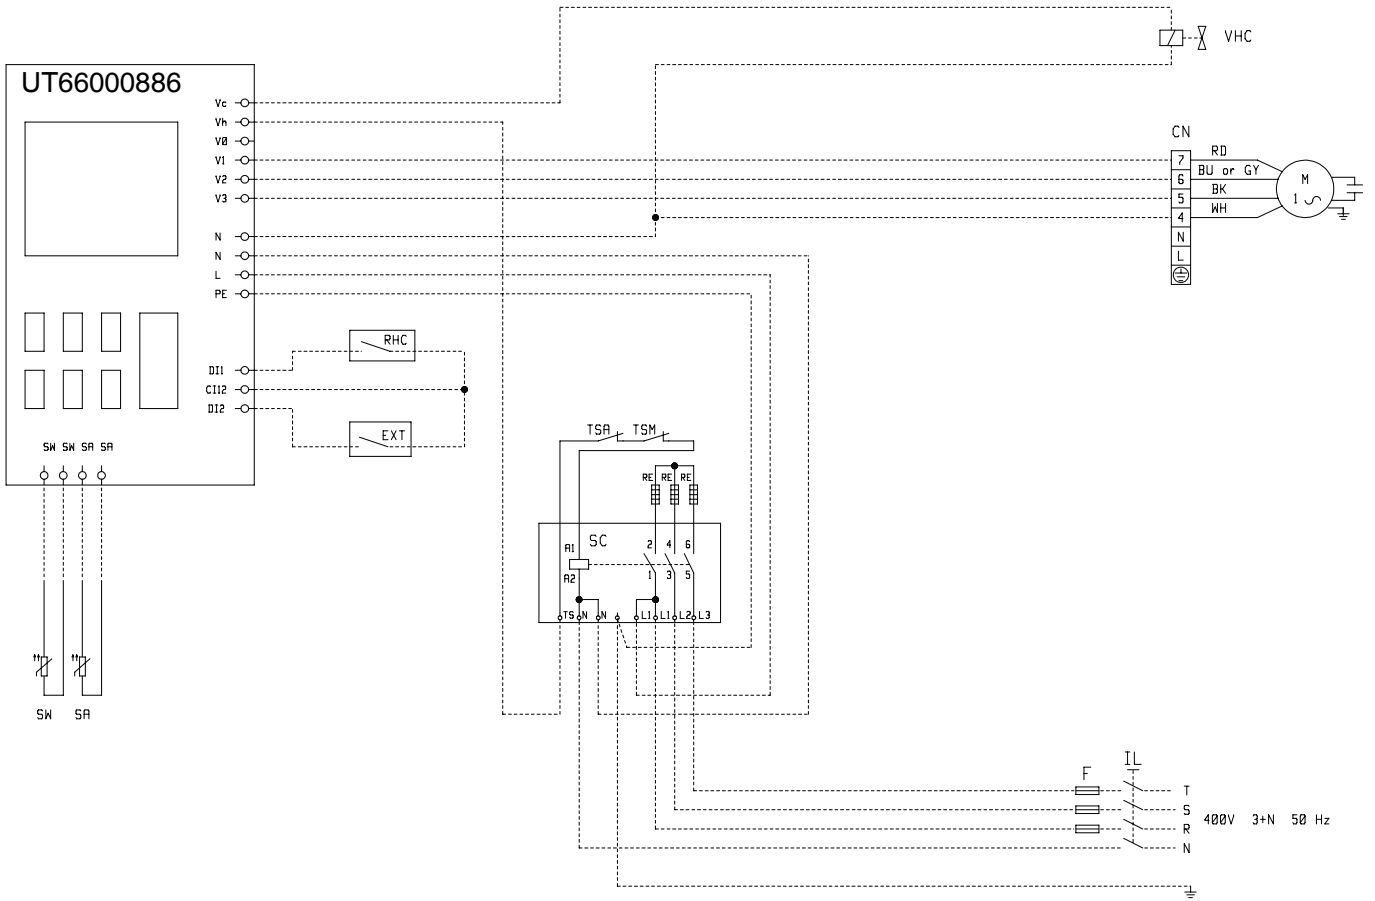 VHC
UT66000886
Vc
Vh
V0
V1
V2
V3
N
N
L
PE
CN
7
6
5
4
N
L
RD
BU or GY
BK
WH
M
1
RHC
DI1
CI12
DI2
EXT
SW SW SA SA
TSA TSM
RE RE RE
SC
A1
A2
2 4 6
1 3 5
TS N N L1 L1 L2 L3
SW SA
F
IL
T
S
R
N
400V 3+N 50 Hz